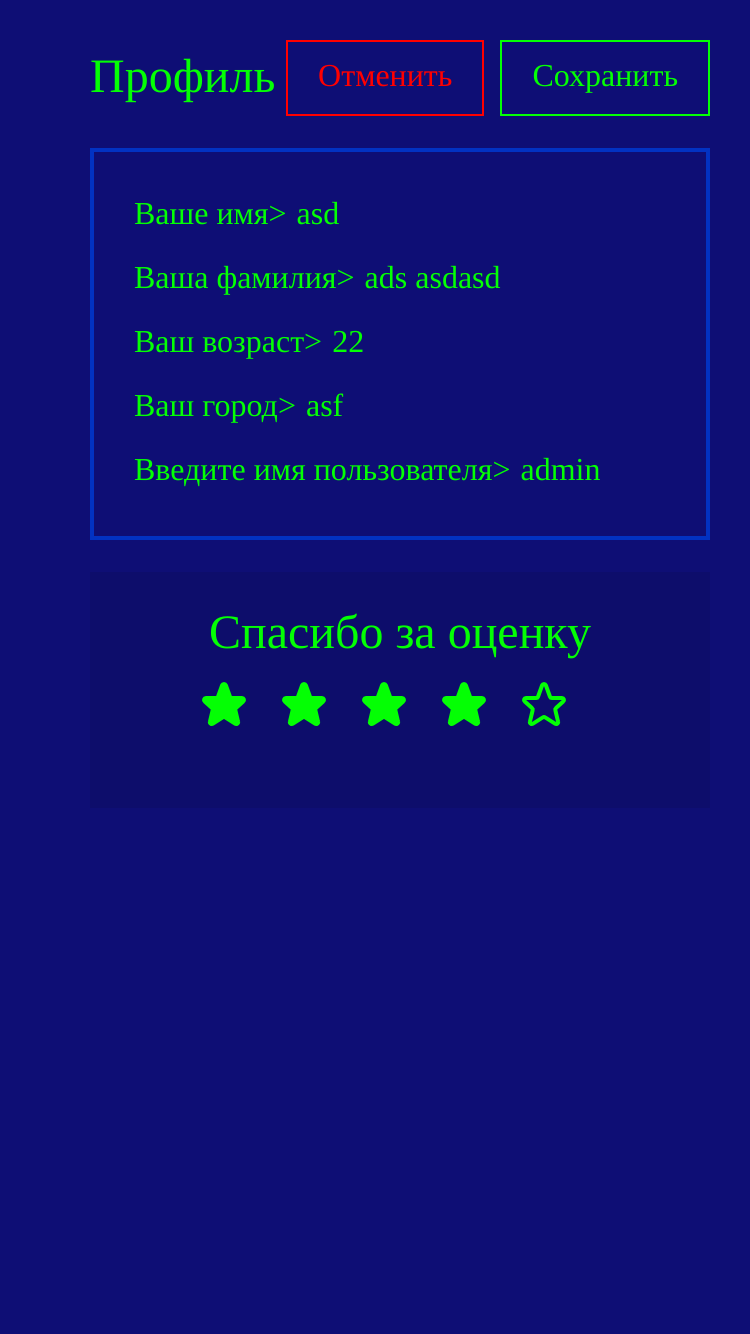 Профиль Отменить Сохранить
Ваше имя> asd
Ваша фамилия> ads asdasd
Ваш возраст> 22
Ваш город> asf
Введите имя пользователя> admin
Спасибо за оценку